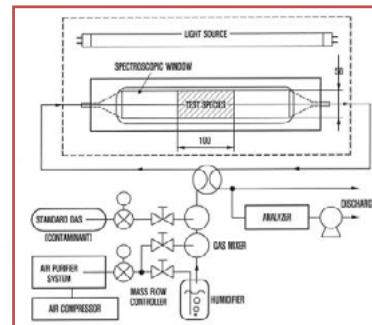 LIGHT SOURCE
SPECTROSCOPIC WINDOW
50
TEST SPECIES
100
STANDARD GAS
(CONTAMINANT)
DISCHARGE
ANALYZER
GAS MIXER
AIR PURIFIER
SYSTEM
MASS FLOW
CONTROLLER
HUMIDIFIER
AIR COMPRESSOR